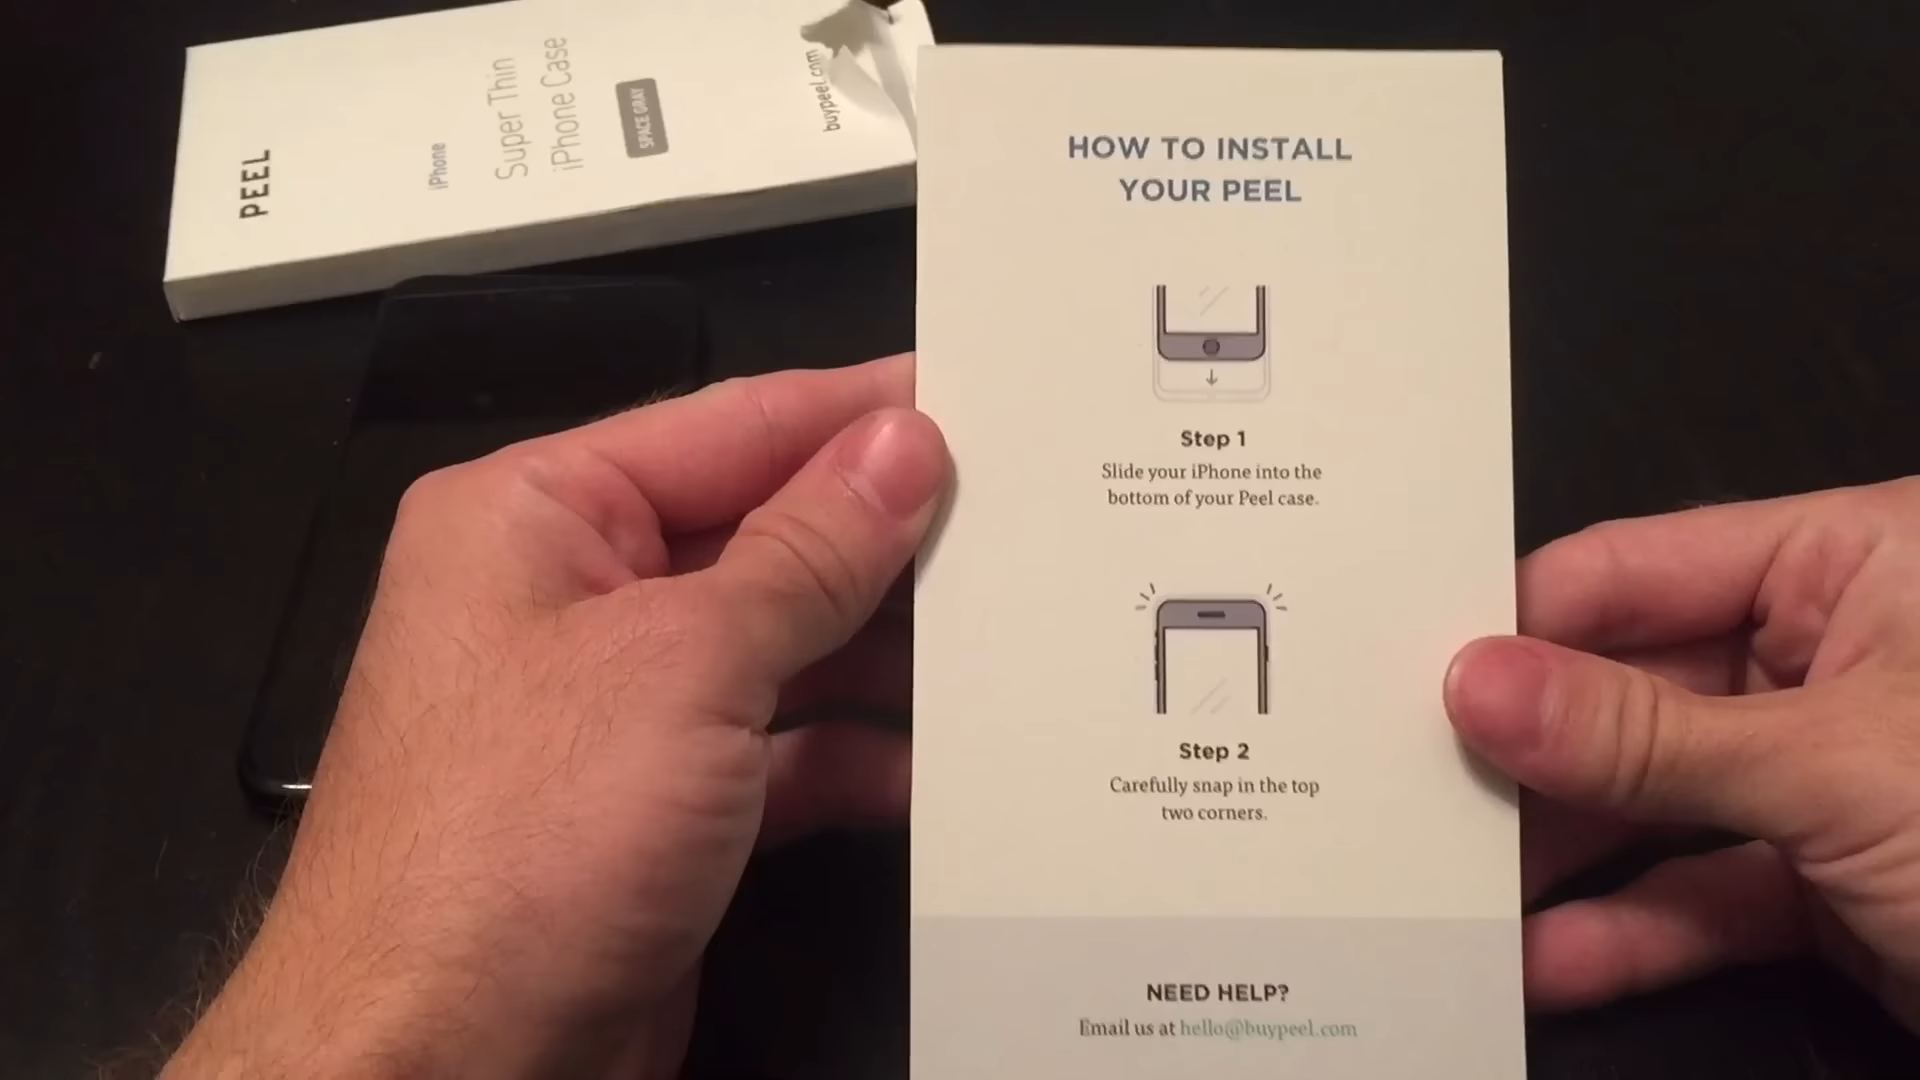 PEEL
iPhone
Super Thin
iPhone Case
SPACE GRAY
buypeel.com
HOW TO INSTALL
YOUR PEEL
Step 1
Slide your iPhone into the
bottom of your Peel case.
Step 2
Carefully snap in the top
two corners.
NEED HELP?
Email us at hello@buypeel.com